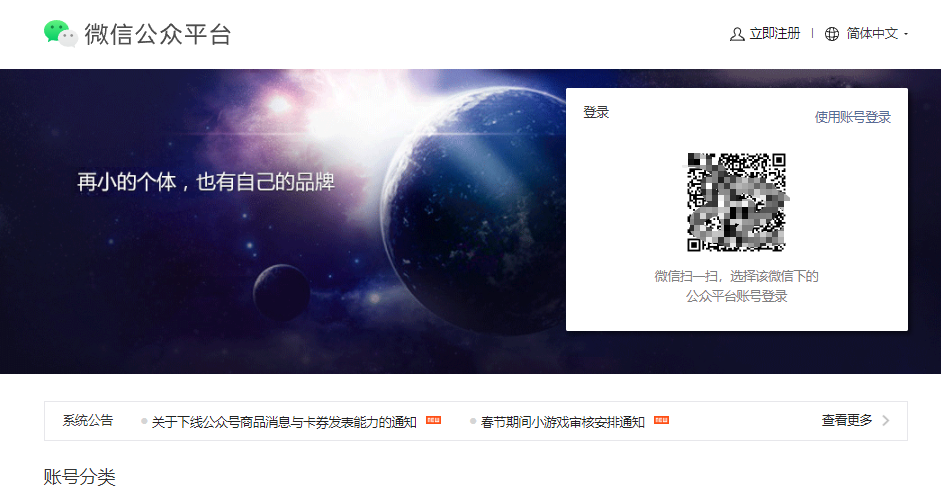 微信公众平台
立即注册 | 简体中文
登录
使用账号登录
再小的个体，也有自己的品牌
微信扫一扫，选择该微信下的
公众平台账号登录
系统公告 关于下线公众号商品消息与卡券发表能力的通知 new 春节期间小游戏审核安排通知 new 查看更多
账号分类